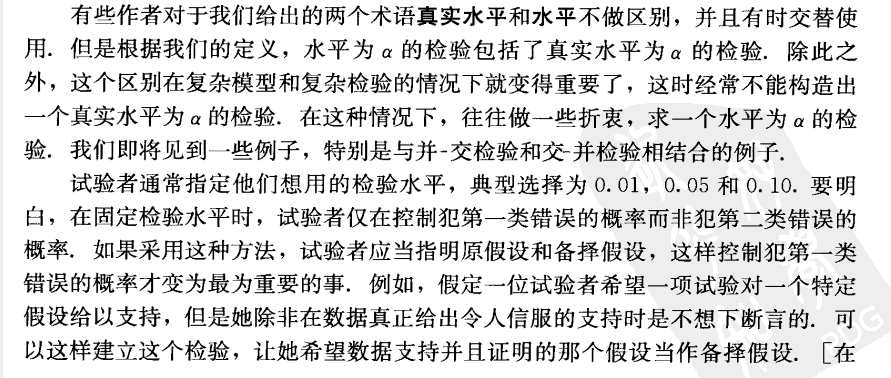 有些作者对于我们给出的两个术语真实水平和水平不做区别，并且有时交替使
用．但是根据我们的定义，水平为 α 的检验包括了真实水平为 α 的检验．除此之
外，这个区别在复杂模型和复杂检验的情况下就变得重要了，这时经常不能构造出
一个真实水平为 α 的检验．在这种情况下，往往做一些折衷，求一个水平为 α 的检
验．我们即将见到一些例子，特别是与并-交检验和交-并检验相结合的例子．
试验者通常指定他们想用的检验水平，典型选择为 0.01，0.05 和 0.10．要明
白，在固定检验水平时，试验者仅在控制犯第一类错误的概率而非犯第二类错误的
概率．如果采用这种方法，试验者应当指明原假设和备择假设，这样控制犯第一类
错误的概率才变为最为重要的事．例如，假定一位试验者希望一项试验对一个特定
假设给以支持，但是她除非在数据真正给出令人信服的支持时是不想下断言的．可
以这样建立这个检验，让她希望数据支持并且证明的那个假设当作备择假设．［在